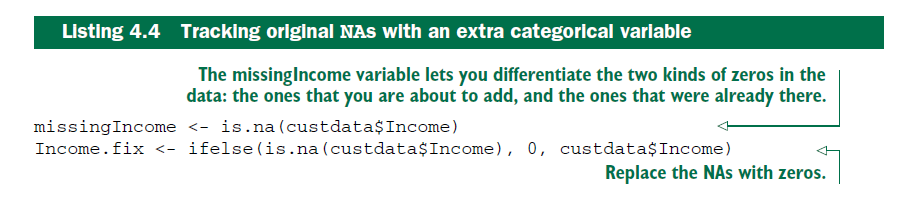 Listing 4.4 Tracking original NAs with an extra categorical variable
The missingIncome variable lets you differentiate the two kinds of zeros in the
data: the ones that you are about to add, and the ones that were already there.
missingIncome <- is.na(custdata$Income)
Income.fix <- ifelse(is.na(custdata$Income), 0, custdata$Income)
Replace the NAs with zeros.